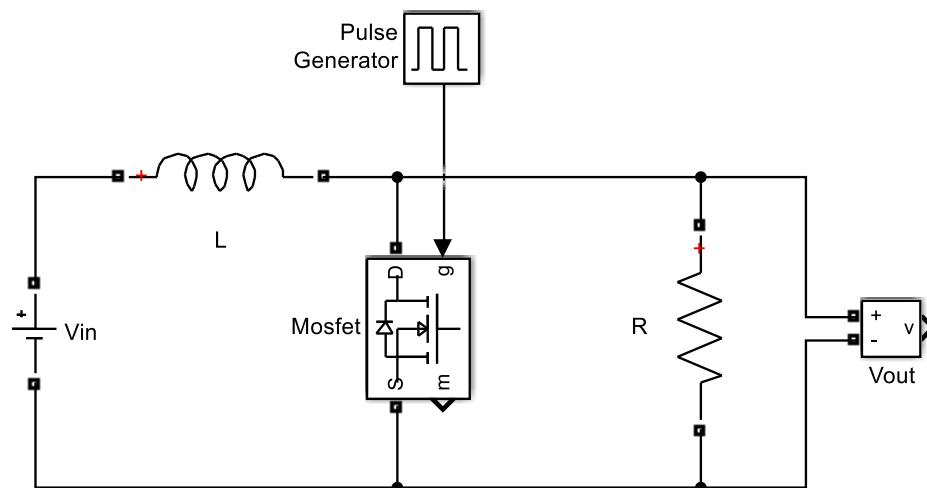 Pulse
Generator
+
L
+
D
g
+
Vin
Mosfet
S
m
+
R
+
-
v
Vout